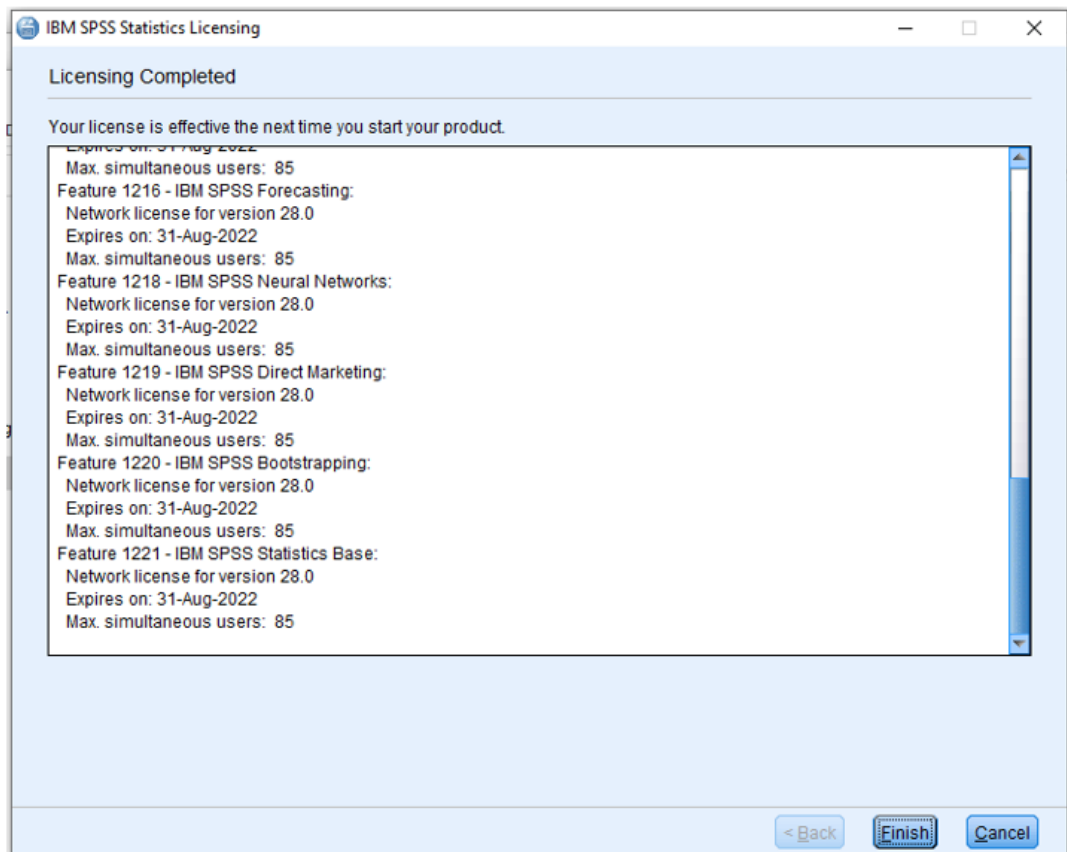 IBM SPSS Statistics Licensing
Licensing Completed
Your license is effective the next time you start your product.
Expires on: 31-Aug-2022
Max. simultaneous users: 85
Feature 1216 - IBM SPSS Forecasting:
Network license for version 28.0
Expires on: 31-Aug-2022
Max. simultaneous users: 85
Feature 1218 - IBM SPSS Neural Networks:
Network license for version 28.0
Expires on: 31-Aug-2022
Max. simultaneous users: 85
Feature 1219 - IBM SPSS Direct Marketing:
Network license for version 28.0
Expires on: 31-Aug-2022
Max. simultaneous users: 85
Feature 1220 - IBM SPSS Bootstrapping:
Network license for version 28.0
Expires on: 31-Aug-2022
Max. simultaneous users: 85
Feature 1221 - IBM SPSS Statistics Base:
Network license for version 28.0
Expires on: 31-Aug-2022
Max. simultaneous users: 85
< Back
Finish
Cancel